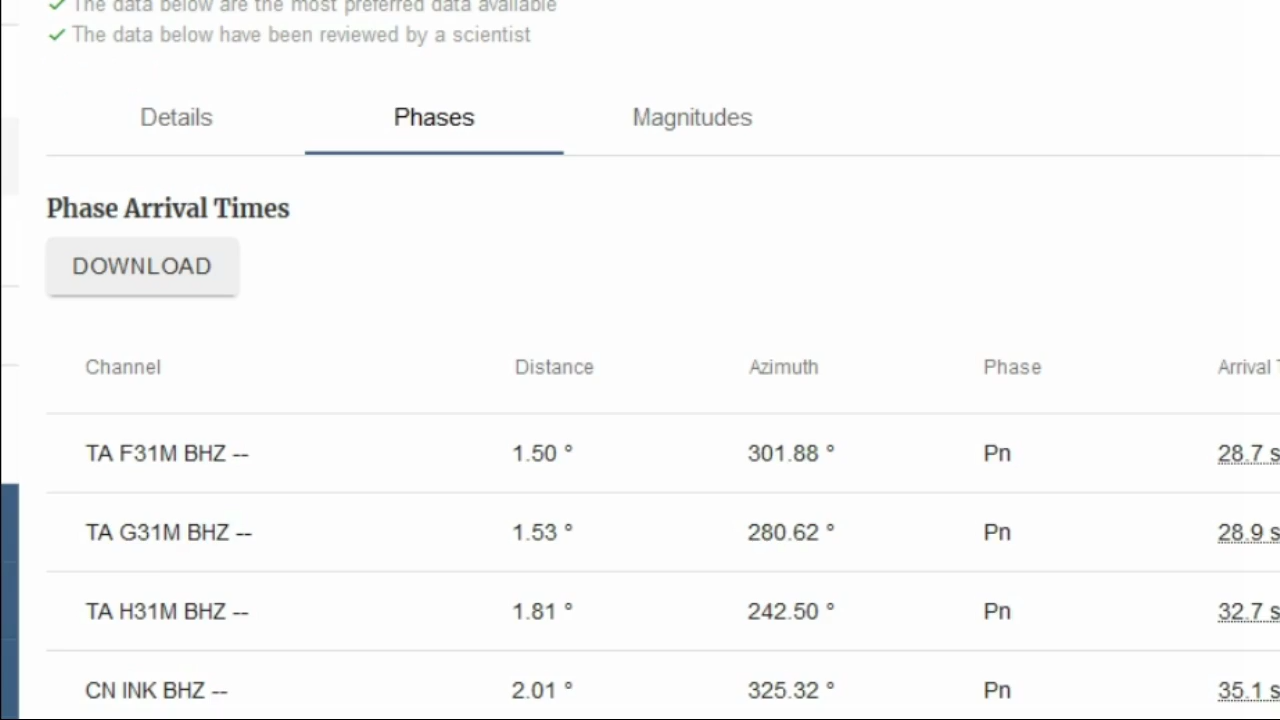 The data below are the most preferred data available
The data below have been reviewed by a scientist
Details Phases Magnitudes
Phase Arrival Times
DOWNLOAD
Channel Distance Azimuth Phase Arrival
TA F31M BHZ -- 1.50 ° 301.88 ° Pn 28.7 s
TA G31M BHZ -- 1.53 ° 280.62 ° Pn 28.9 s
TA H31M BHZ -- 1.81 ° 242.50 ° Pn 32.7 s
CN INK BHZ -- 2.01 ° 325.32 ° Pn 35.1 s